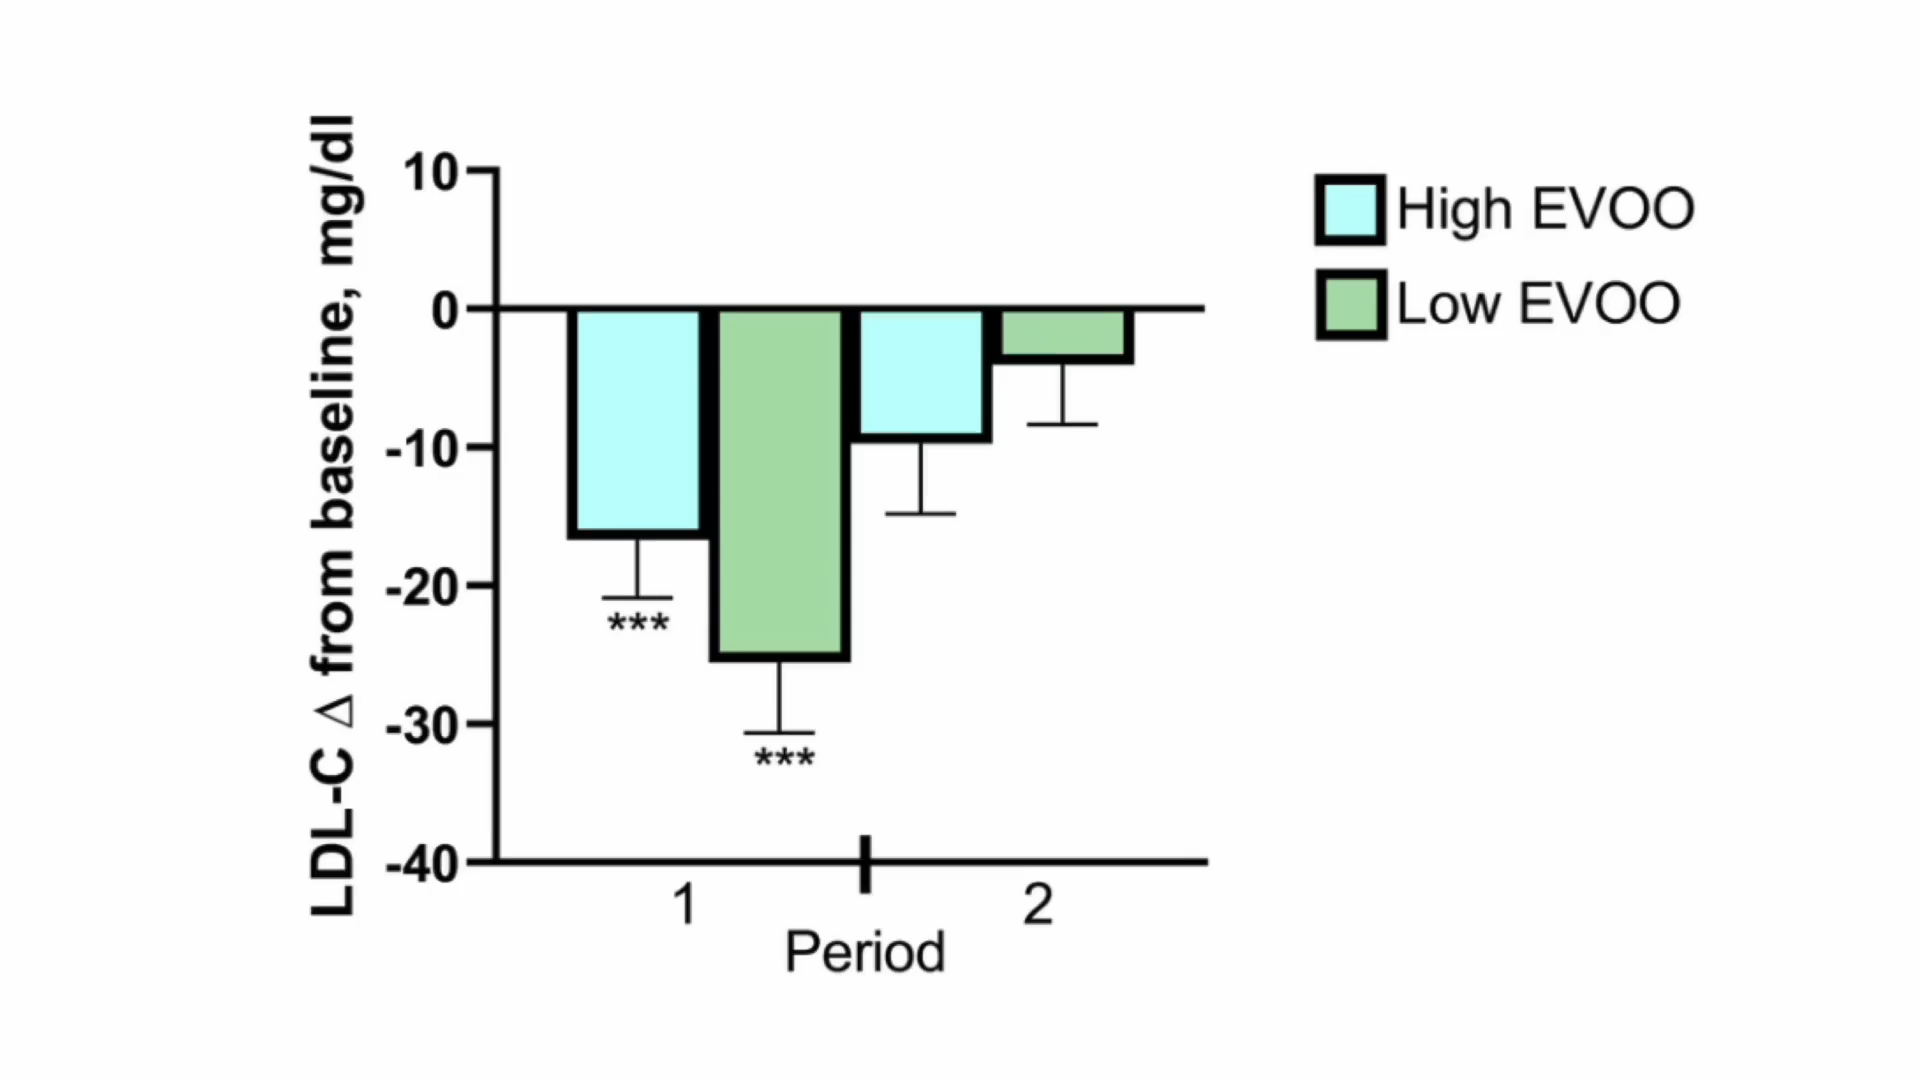 LDL-C Δ from baseline, mg/dl
10
0
-10
-20
-30
-40
***
***
1
2
Period
High EVOO
Low EVOO